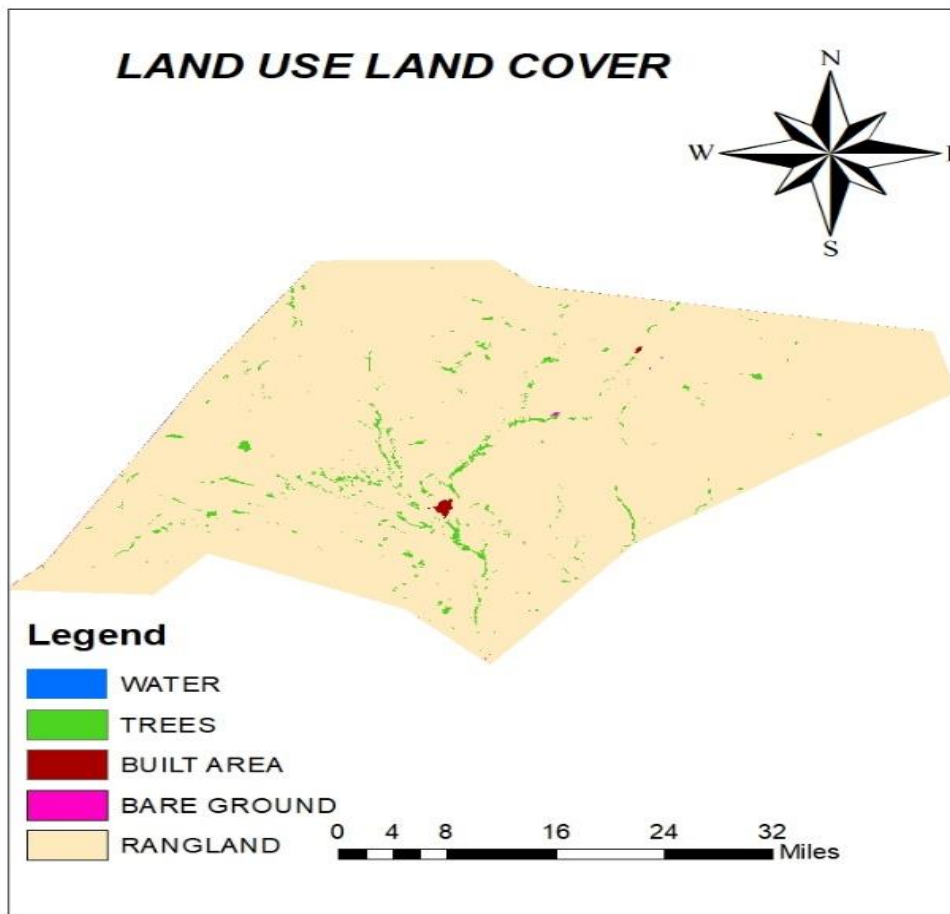 LAND USE LAND COVER
N
W
S
Legend
WATER
TREES
BUILT AREA
BARE GROUND
RANGLAND
0 4 8 16 24 32
Miles